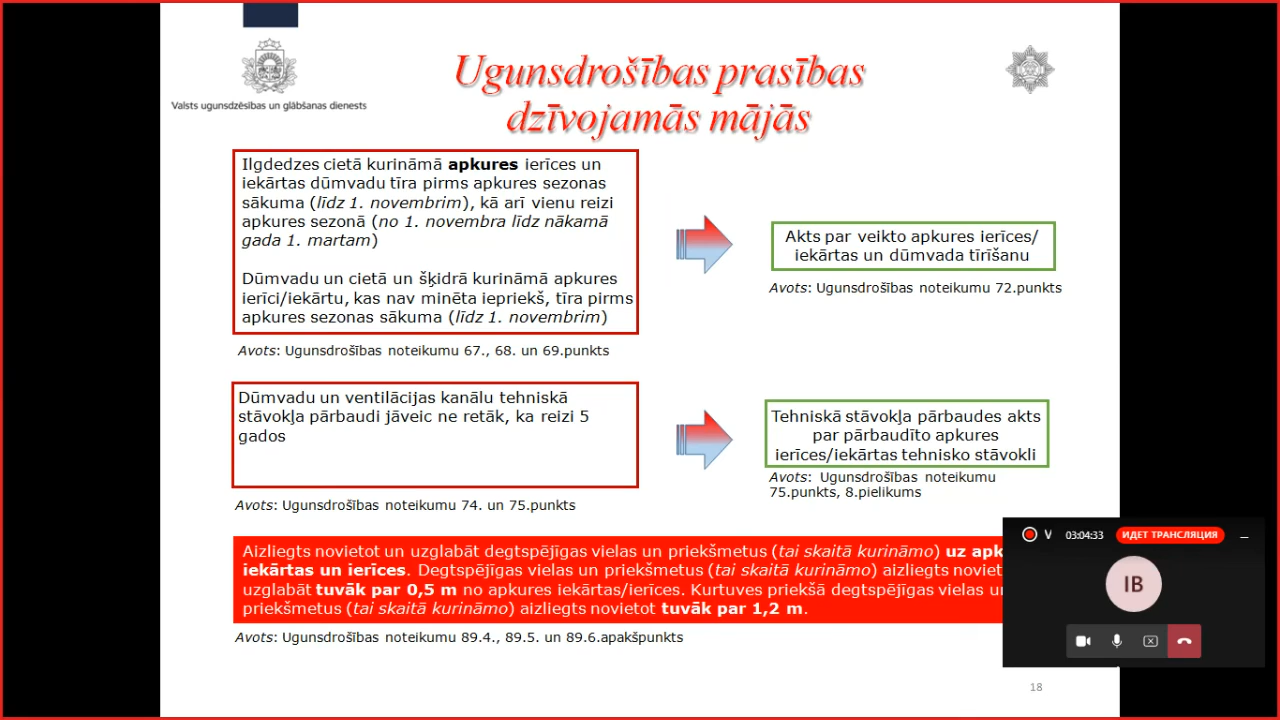 Valsts ugunsdzēsības un glābšanas dienests
Ugunsdrošības prasības
dzīvojamās mājās
Ilgdedzes cietā kurināmā apkures ierīces un
iekārtas dūmvadu tīra pirms apkures sezonas
sākuma (līdz 1. novembrim), kā arī vienu reizi
apkures sezonā (no 1. novembra līdz nākamā
gada 1. martam)
Dūmvadu un cietā un šķidrā kurināmā apkures
ierīci/iekārtu, kas nav minēta iepriekš, tīra pirms
apkures sezonas sākuma (līdz 1. novembrim)
Avots: Ugunsdrošības noteikumu 67., 68. un 69.punkts
Akts par veikto apkures ierīces/
iekārtas un dūmvada tīrīšanu
Avots: Ugunsdrošības noteikumu 72.punkts
Dūmvadu un ventilācijas kanālu tehniskā
stāvokļa pārbaudi jāveic ne retāk, ka reizi 5
gados
Avots: Ugunsdrošības noteikumu 74. un 75.punkts
Tehniskā stāvokļa pārbaudes akts
par pārbaudīto apkures
ierīces/iekārtas tehnisko stāvokli
Avots: Ugunsdrošības noteikumu
75.punkts, 8.pielikums
Aizliegts novietot un uzglabāt degtspējīgas vielas un priekšmetus (tai skaitā kurināmo) uz apk
iekārtas un ierīces. Degtspējīgas vielas un priekšmetus (tai skaitā kurināmo) aizliegts noviet
uzglabāt tuvāk par 0,5 m no apkures iekārtas/ierīces. Kurtuves priekšā degtspējīgas vielas un
priekšmetus (tai skaitā kurināmo) aizliegts novietot tuvāk par 1,2 m.
Avots: Ugunsdrošības noteikumu 89.4., 89.5. un 89.6.apakšpunkts
18
V 03:04:33 ИДЕТ ТРАНСЛЯЦИЯ
IB